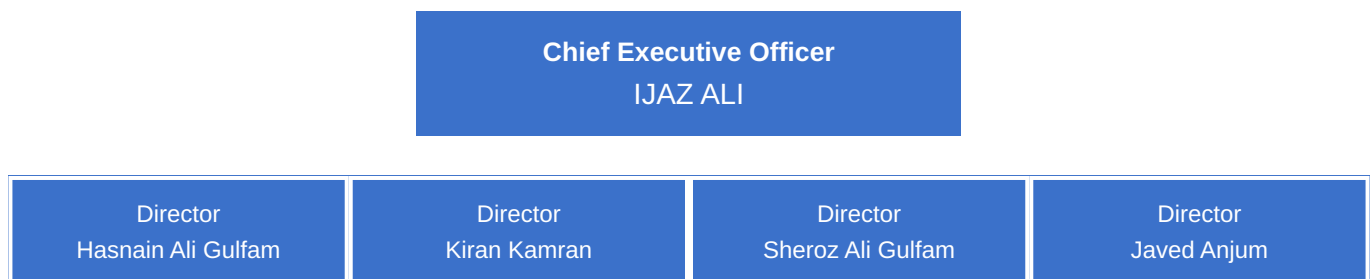 Chief Executive Officer
IJAZ ALI
Director
Hasnain Ali Gulfam
Director
Kiran Kamran
Director
Sheroz Ali Gulfam
Director
Javed Anjum